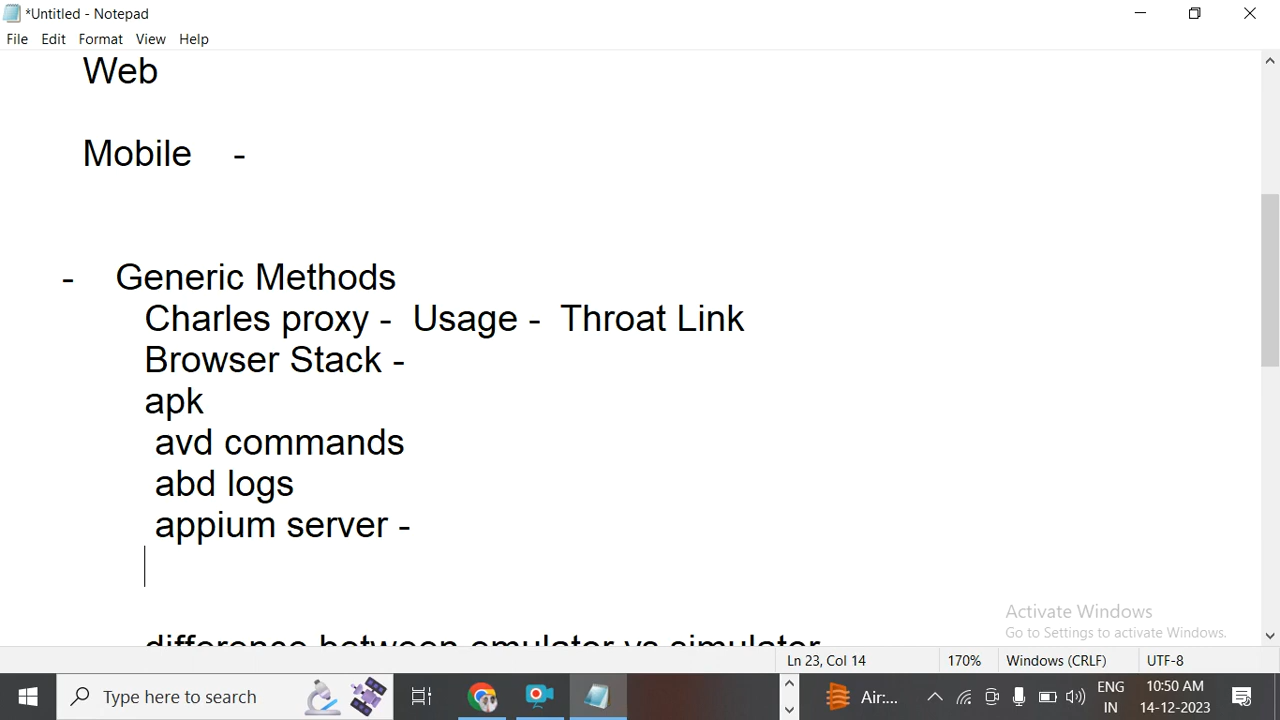 *Untitled - Notepad
File Edit Format View Help
Web
Mobile -
- Generic Methods
Charles proxy - Usage - Throat Link
Browser Stack -
apk
avd commands
abd logs
appium server -
difference between emulator vs simulator
Activate Windows
Go to Settings to activate Windows.
Ln 23, Col 14 170% Windows (CRLF) UTF-8
Type here to search Air:... ENG IN 10:50 AM 14-12-2023